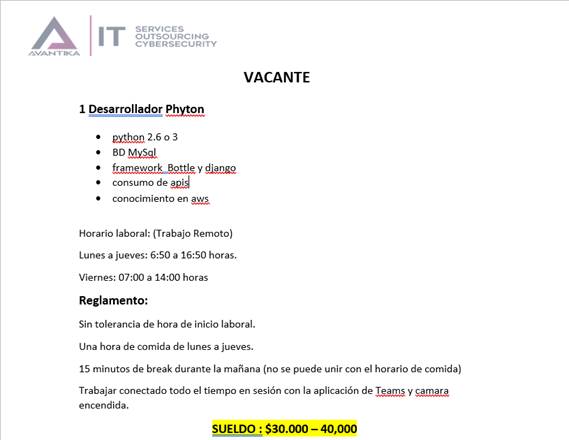 AVANTIKA
IT
SERVICES
OUTSOURCING
CYBERSECURITY
VACANTE
1 Desarrollador Phyton
• python 2.6 o 3
• BD MySql
• framework Bottle y django
• consumo de apis
• conocimiento en aws
Horario laboral: (Trabajo Remoto)
Lunes a jueves: 6:50 a 16:50 horas.
Viernes: 07:00 a 14:00 horas
Reglamento:
Sin tolerancia de hora de inicio laboral.
Una hora de comida de lunes a jueves.
15 minutos de break durante la mañana (no se puede unir con el horario de comida)
Trabajar conectado todo el tiempo en sesión con la aplicación de Teams y camara
encendida.
SUELDO : $30.000 – 40,000